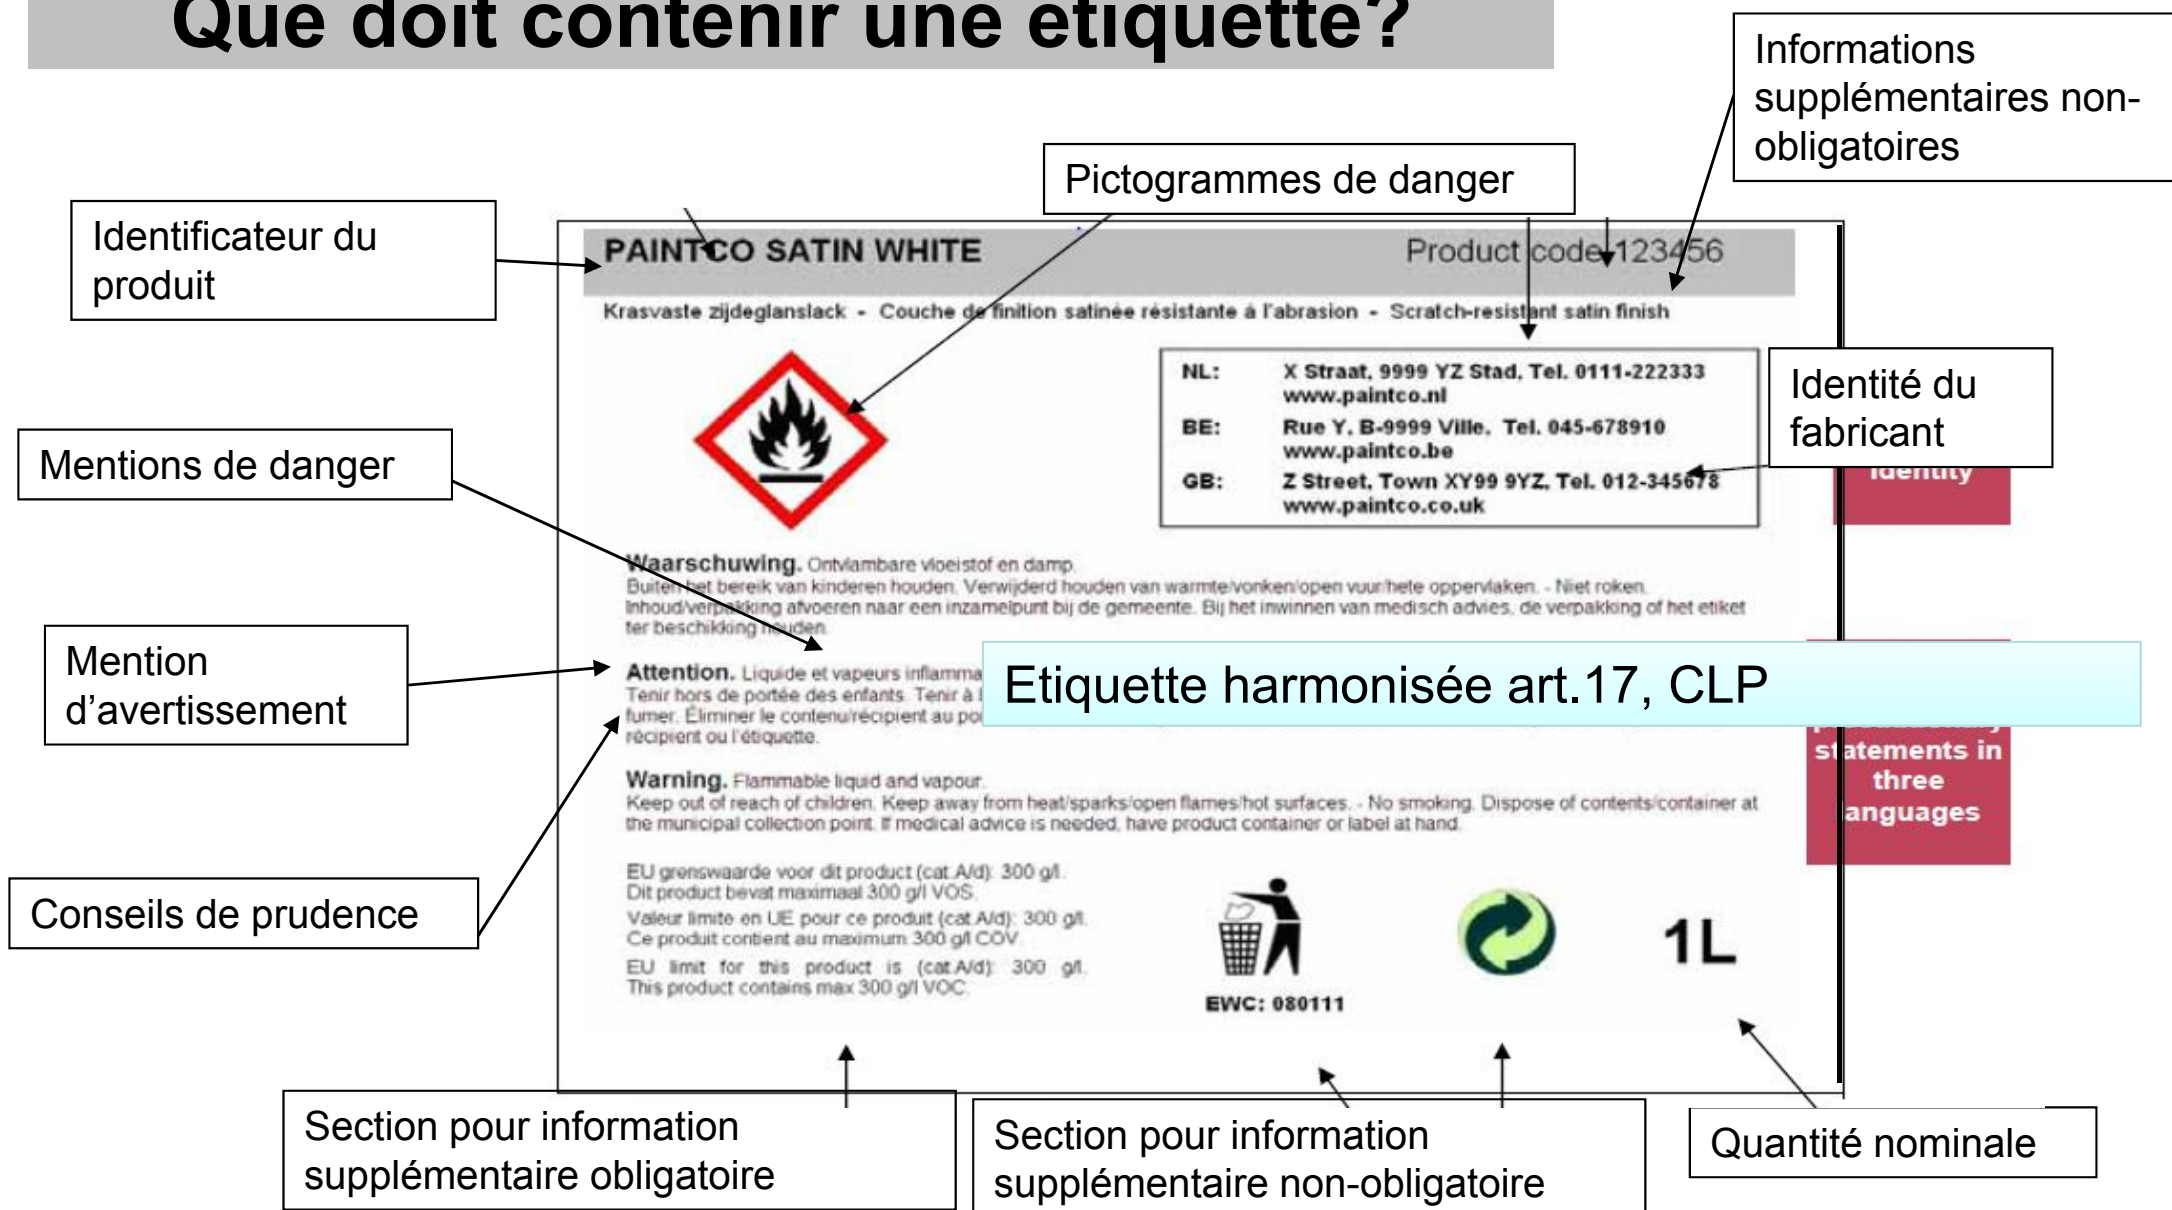 Que doit contenir une étiquette?
Informations
supplémentaires non-
obligatoires
Pictogrammes de danger
Identificateur du
produit
PAINTCO SATIN WHITE
Product code 123456
Krasvaste zijdeglanslack - Couche de finition satinée résistante à l'abrasion - Scratch-resistant satin finish
NL: X Straat, 9999 YZ Stad, Tel. 0111-222333
www.paintco.nl
BE: Rue Y, B-9999 Ville, Tel. 045-678910
www.paintco.be
GB: Z Street, Town XY99 9YZ, Tel. 012-345678
www.paintco.co.uk
Identité du
fabricant
identity
Mentions de danger
Waarschuwing. Ontvlambare vloeistof en damp.
Buiten het bereik van kinderen houden. Verwijderd houden van warmte/vonken/open vuur/hete oppervlaken. - Niet roken.
Inhoud/verpakking afvoeren naar een inzamelpunt bij de gemeente. Bij het inwinnen van medisch advies, de verpakking of het etiket
ter beschikking houden.
Mention
d'avertissement
Attention. Liquide et vapeurs inflamma
Tenir hors de portée des enfants. Tenir à
fumer. Éliminer le contenu/récipient au
récipient ou l'étiquette.
Etiquette harmonisée art.17, CLP
statements in
three
languages
Warning. Flammable liquid and vapour.
Keep out of reach of children. Keep away from heat/sparks/open flames/hot surfaces. - No smoking. Dispose of contents/container at
the municipal collection point. If medical advice is needed, have product container or label at hand.
Conseils de prudence
EU grenswaarde voor dit product (cat.A/d): 300 g/l.
Dit product bevat maximaal 300 g/l VOS.
Valeur limite en UE pour ce produit (cat.A/d): 300 g/l.
Ce produit contient au maximum 300 g/l COV.
EU limit for this product is (cat.A/d): 300 g/l.
This product contains max 300 g/l VOC.
EWC: 080111
1L
Section pour information
supplémentaire obligatoire
Section pour information
supplémentaire non-obligatoire
Quantité nominale